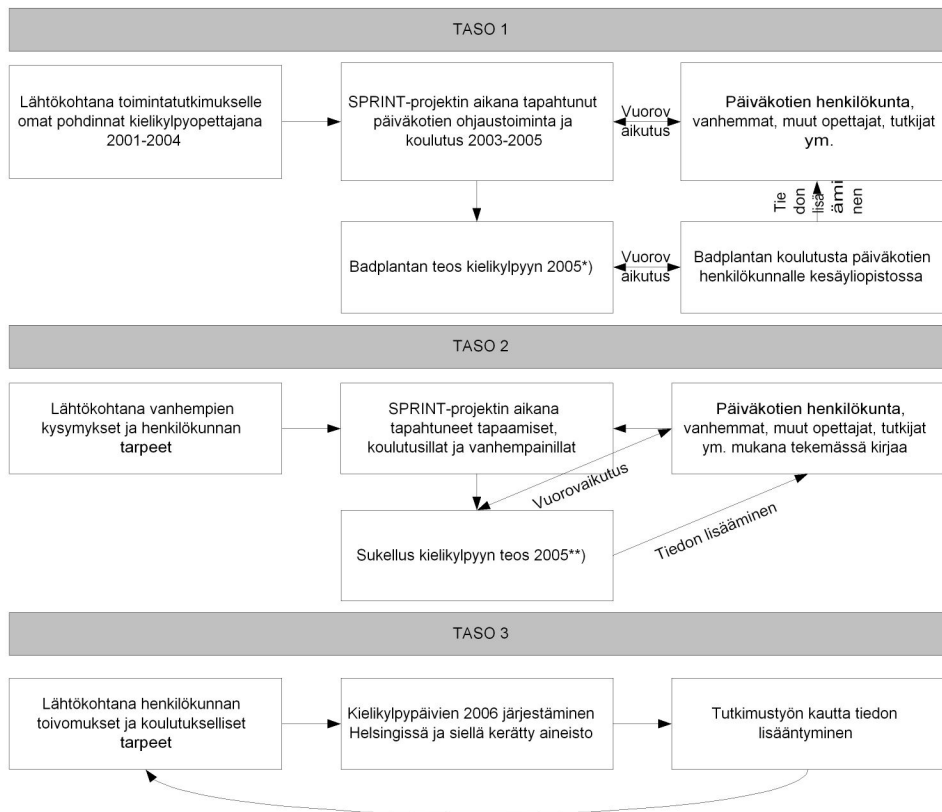 TASO 1
Lähtökohtana toimintatutkimukselle
omat pohdinnat kielikylpyopettajana
2001-2004
SPRINT-projektin aikana tapahtunut
päiväkotien ohjaustoiminta ja
koulutus 2003-2005
Vuorov
aikutus
Päiväkotien henkilökunta,
vanhemmat, muut opettajat, tutkijat
ym.
Tie
don
lisä
ämi
nen
Badplantan teos kielikylpyyn 2005*)
Vuorov
aikutus
Badplantan koulutusta päiväkotien
henkilökunnalle kesäyliopistossa
TASO 2
Lähtökohtana vanhempien
kysymykset ja henkilökunnan
tarpeet
SPRINT-projektin aikana
tapahtuneet tapaamiset,
koulutusillat ja vanhempainillat
Päiväkotien henkilökunta,
vanhemmat, muut opettajat, tutkijat
ym. mukana tekemässä kirjaa
Vuorovaikutus
Sukellus kielikylpyyn teos 2005**)
Tiedon lisääminen
TASO 3
Lähtökohtana henkilökunnan
toivomukset ja koulutukselliset
tarpeet
Kielikylpypäivien 2006 järjestäminen
Helsingissä ja siellä kerätty aineisto
Tutkimustyön kautta tiedon
lisääntyminen